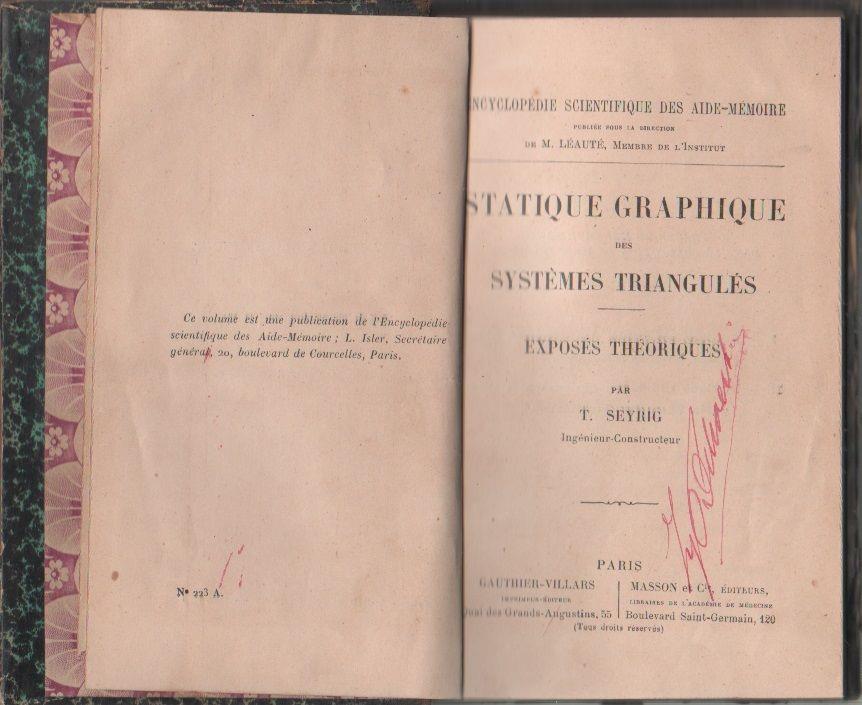 Ce volume est une publication de l'Encyclopédie
scientifique des Aide-Mémoire ; L. Isler, Secrétaire
général, 20, boulevard de Courcelles, Paris.
N° 223 A.
NCYCLOPÉDIE SCIENTIFIQUE DES AIDE-MÉMOIRE
PUBLIÉE SOUS LA DIRECTION
DE M. LÉAUTÉ, MEMBRE DE L'INSTITUT
STATIQUE GRAPHIQUE
DES
SYSTÈMES TRIANGULÉS
EXPOSÉS THÉORIQUES
PAR
T. SEYRIG
Ingénieur-Constructeur
PARIS
GAUTHIER-VILLARS
IMPRIMEUR-ÉDITEUR
Quai des Grands-Augustins, 55
MASSON et Cie, ÉDITEURS,
LIBRAIRES DE L'ACADÉMIE DE MÉDECINE
Boulevard Saint-Germain, 120
(Tous droits réservés)